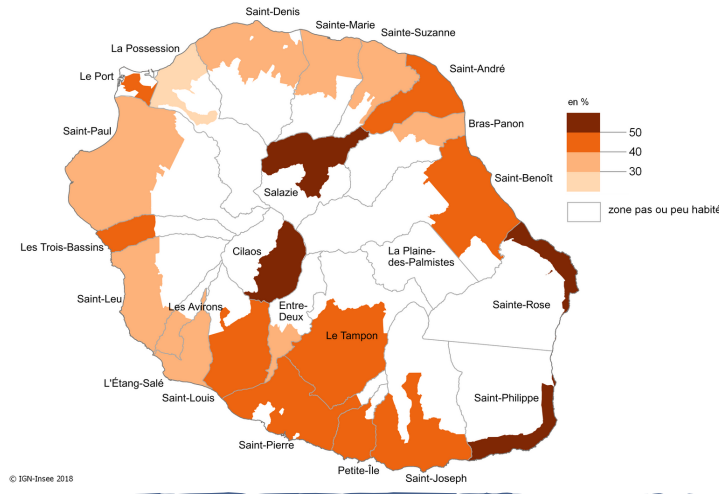 Saint-Denis
Sainte-Marie
Sainte-Suzanne
La Possession
Le Port
Saint-André
en %
Saint-Paul
Bras-Panon
50
40
30
Saint-Benoît
Salazie
zone pas ou peu habité
Les Trois-Bassins
Cilaos
La Plaine-
des-Palmistes
Saint-Leu
Les Avirons
Entre-
Deux
Sainte-Rose
Le Tampon
L'Étang-Salé
Saint-Louis
Saint-Philippe
Saint-Pierre
Petite-Île
Saint-Joseph
© IGN-Insee 2018